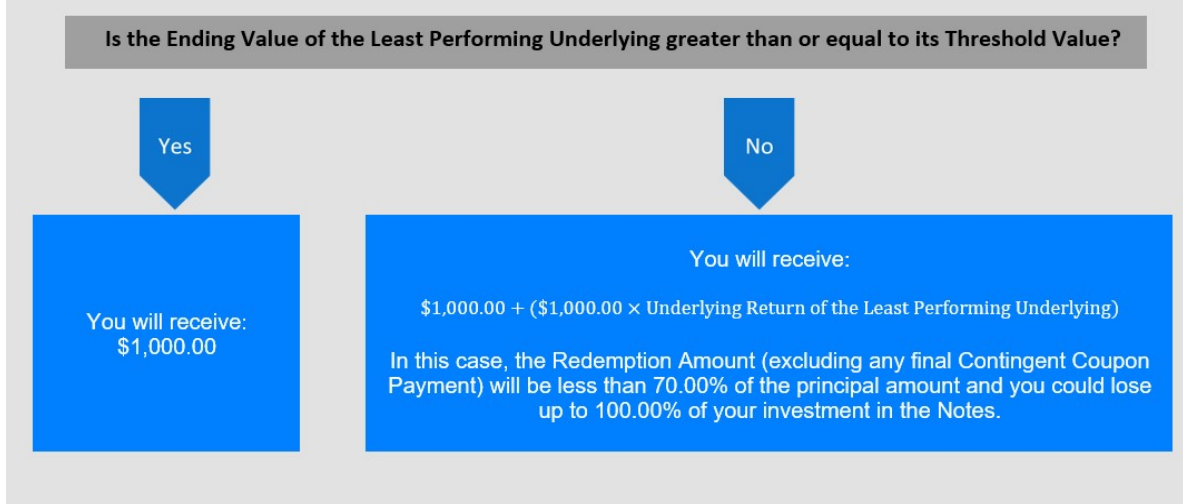 Is the Ending Value of the Least Performing Underlying greater than or equal to its Threshold Value?
Yes
No
You will receive:
$1,000.00
You will receive:
$1,000.00 + ($1,000.00 × Underlying Return of the Least Performing Underlying)
In this case, the Redemption Amount (excluding any final Contingent Coupon
Payment) will be less than 70.00% of the principal amount and you could lose
up to 100.00% of your investment in the Notes.